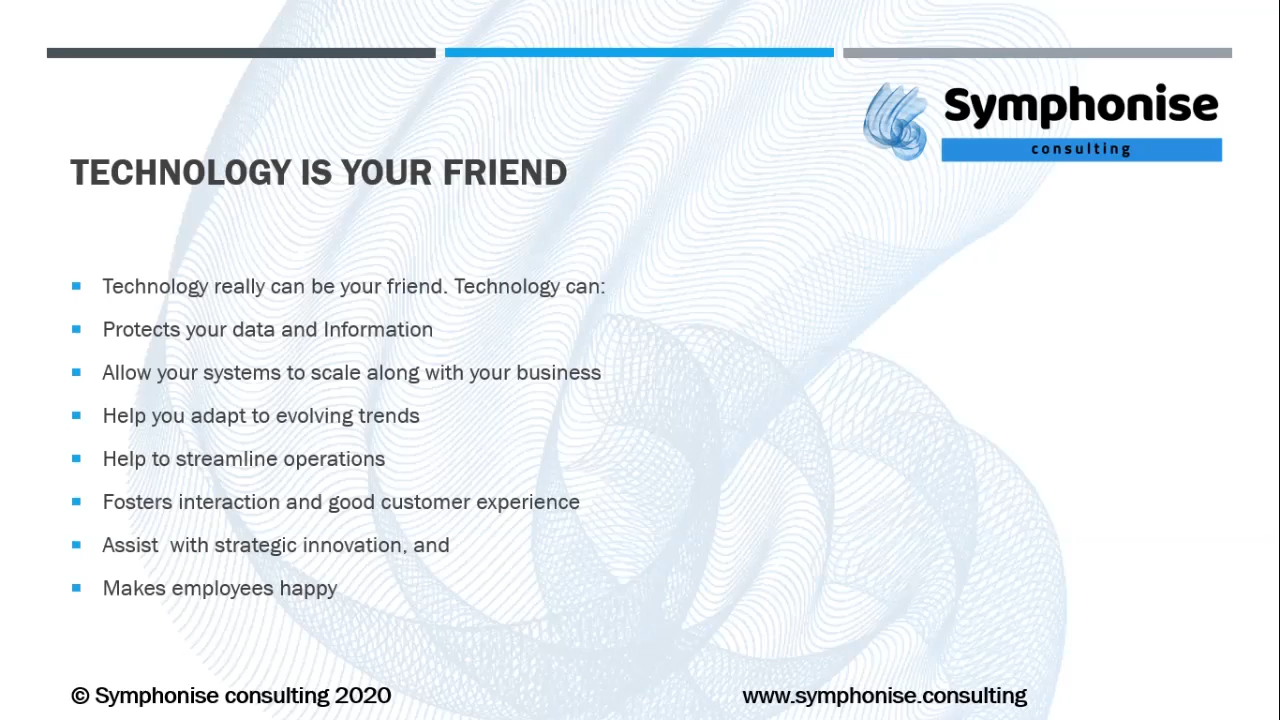 Symphonise
consulting
TECHNOLOGY IS YOUR FRIEND
Technology really can be your friend. Technology can:
Protects your data and Information
Allow your systems to scale along with your business
Help you adapt to evolving trends
Help to streamline operations
Fosters interaction and good customer experience
Assist  with strategic innovation, and
Makes employees happy
© Symphonise consulting 2020
www.symphonise.consulting